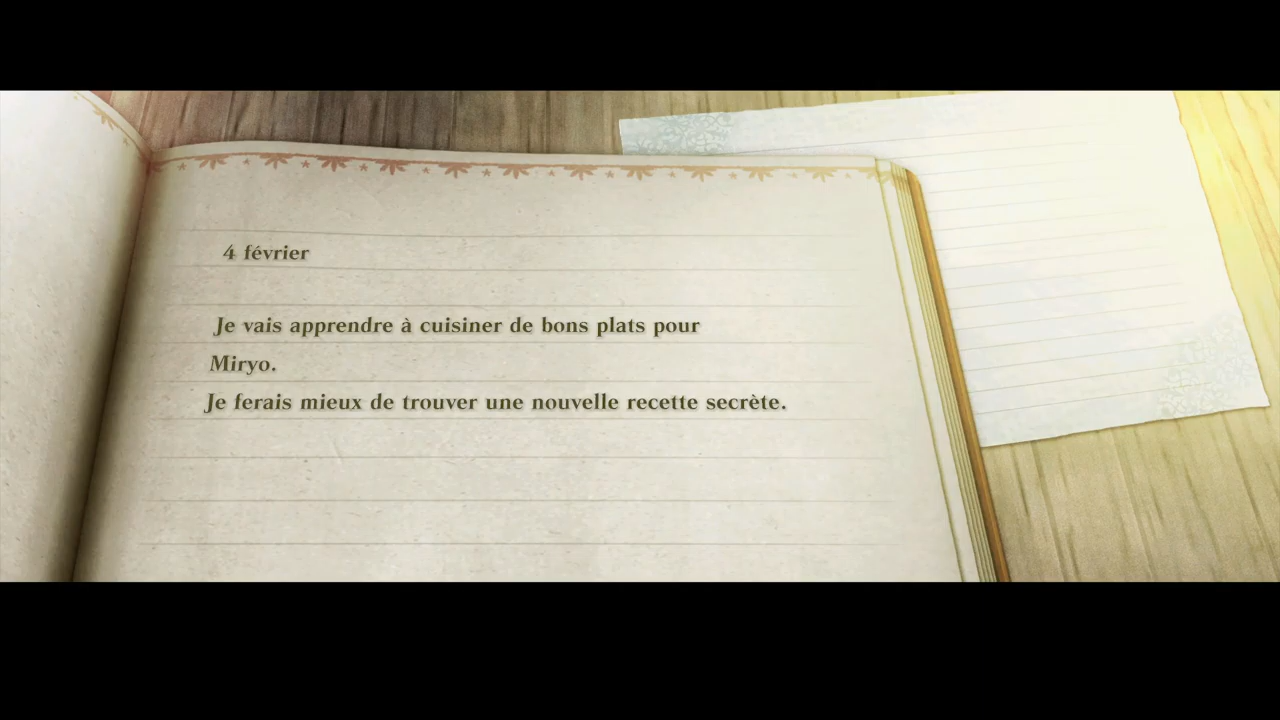 4 février
Je vais apprendre à cuisiner de bons plats pour
Miryo.
Je ferais mieux de trouver une nouvelle recette secrète.